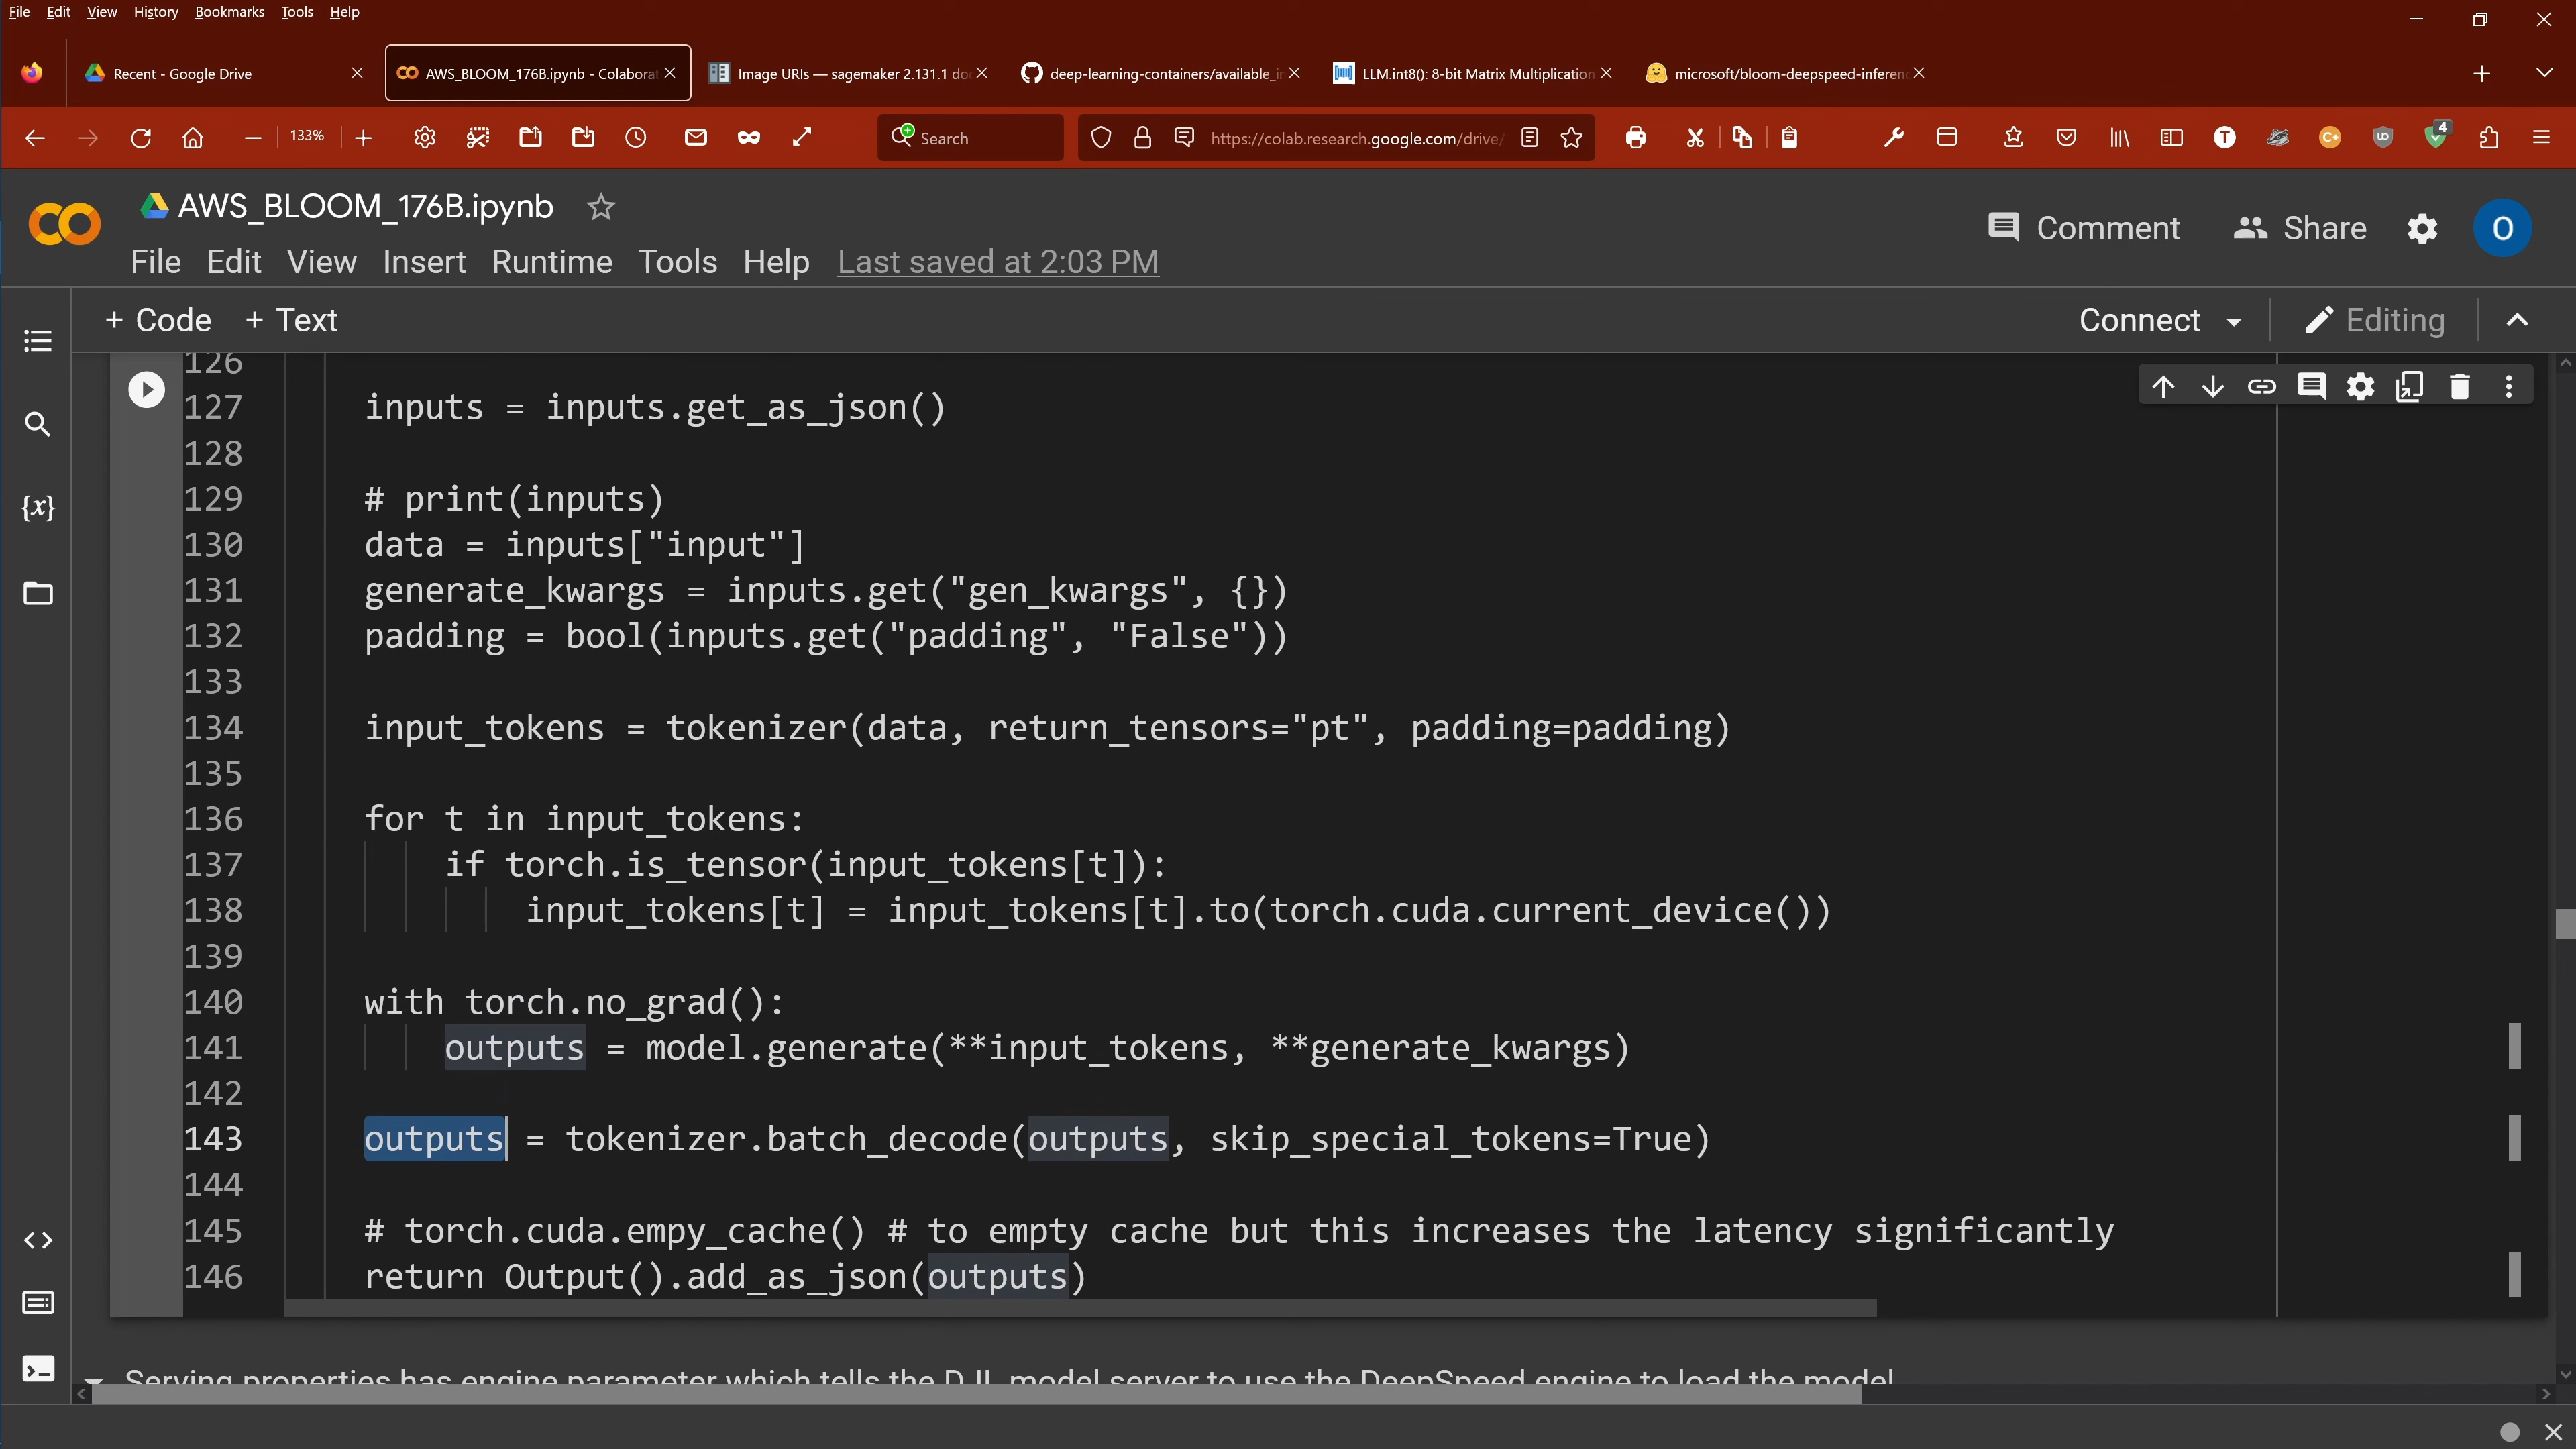 File Edit View History Bookmarks Tools Help
Recent - Google Drive
AWS_BLOOM_176B.ipynb - Colaborat
Image URIs — sagemaker 2.131.1 do
deep-learning-containers/available_i
LLM.int8(): 8-bit Matrix Multiplication
microsoft/bloom-deepspeed-inferen
133%
Search
https://colab.research.google.com/drive/
4
AWS_BLOOM_176B.ipynb
Comment
Share
O
File Edit View Insert Runtime Tools Help Last saved at 2:03 PM
+ Code + Text
Connect
Editing
126
127 inputs = inputs.get_as_json()
128
129 # print(inputs)
130 data = inputs["input"]
131 generate_kwargs = inputs.get("gen_kwargs", {})
132 padding = bool(inputs.get("padding", "False"))
133
134 input_tokens = tokenizer(data, return_tensors="pt", padding=padding)
135
136 for t in input_tokens:
137 if torch.is_tensor(input_tokens[t]):
138 input_tokens[t] = input_tokens[t].to(torch.cuda.current_device())
139
140 with torch.no_grad():
141 outputs = model.generate(**input_tokens, **generate_kwargs)
142
143 outputs = tokenizer.batch_decode(outputs, skip_special_tokens=True)
144
145 # torch.cuda.empy_cache() # to empty cache but this increases the latency significantly
146 return Output().add_as_json(outputs)
Serving properties has engine parameter which tells the DJL model server to use the DeepSpeed engine to load the model